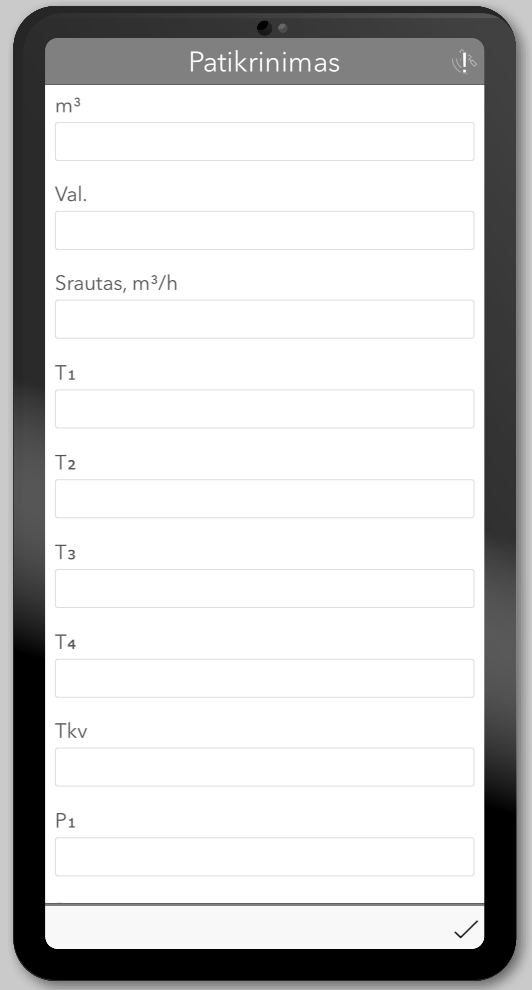 Patikrinimas
m³
Val.
Srautas, m³/h
T₁
T₂
T₃
T₄
Tkv
P₁